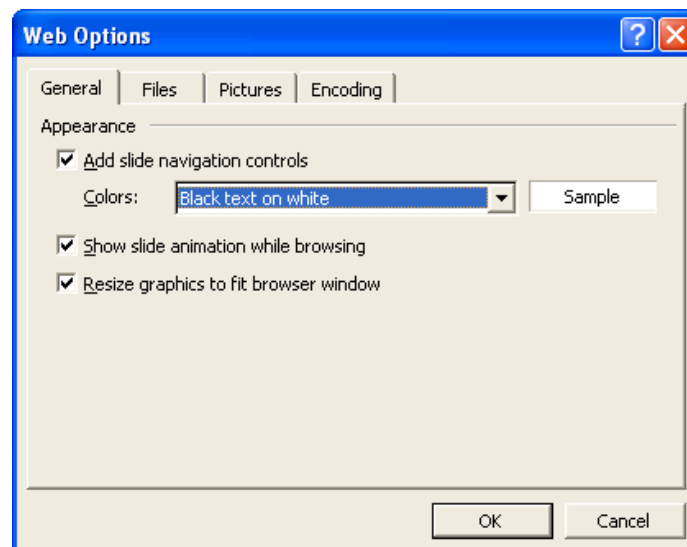 Web Options
General Files Pictures Encoding
Appearance
Add slide navigation controls
Colors: Black text on white Sample
Show slide animation while browsing
Resize graphics to fit browser window
OK Cancel